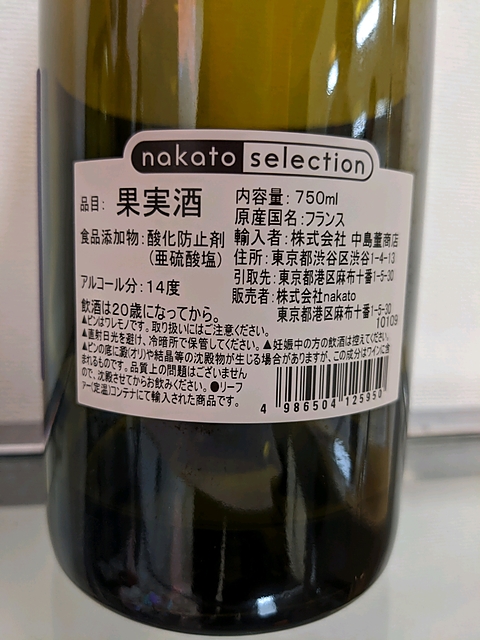 nakato selection
品目: 果実酒
食品添加物: 酸化防止剤
(亜硫酸塩)
アルコール分: 14度
内容量: 750ml
原産国名: フランス
輸入者: 株式会社 中島董商店
住所: 東京都渋谷区渋谷1-4-13
引取先: 東京都港区麻布十番1-5-30
販売者: 株式会社nakato
東京都港区麻布十番1-5-30
10109
飲酒は20歳になってから。
▲ビンはワレモノです。取り扱いにはご注意ください。
▲直射日光を避け、冷暗所で保管してください。▲妊娠中の方の飲酒は控えてください。
▲ビンの底に澱(オリ)や結晶等の沈殿物が生じる場合がありますが、この成分はワインに含
まれるものです。品質上の問題はございません
ので、沈殿させてからお飲みください。●リーフ
ァー(定温)コンテナにて輸入された商品です。
4 986504 125950